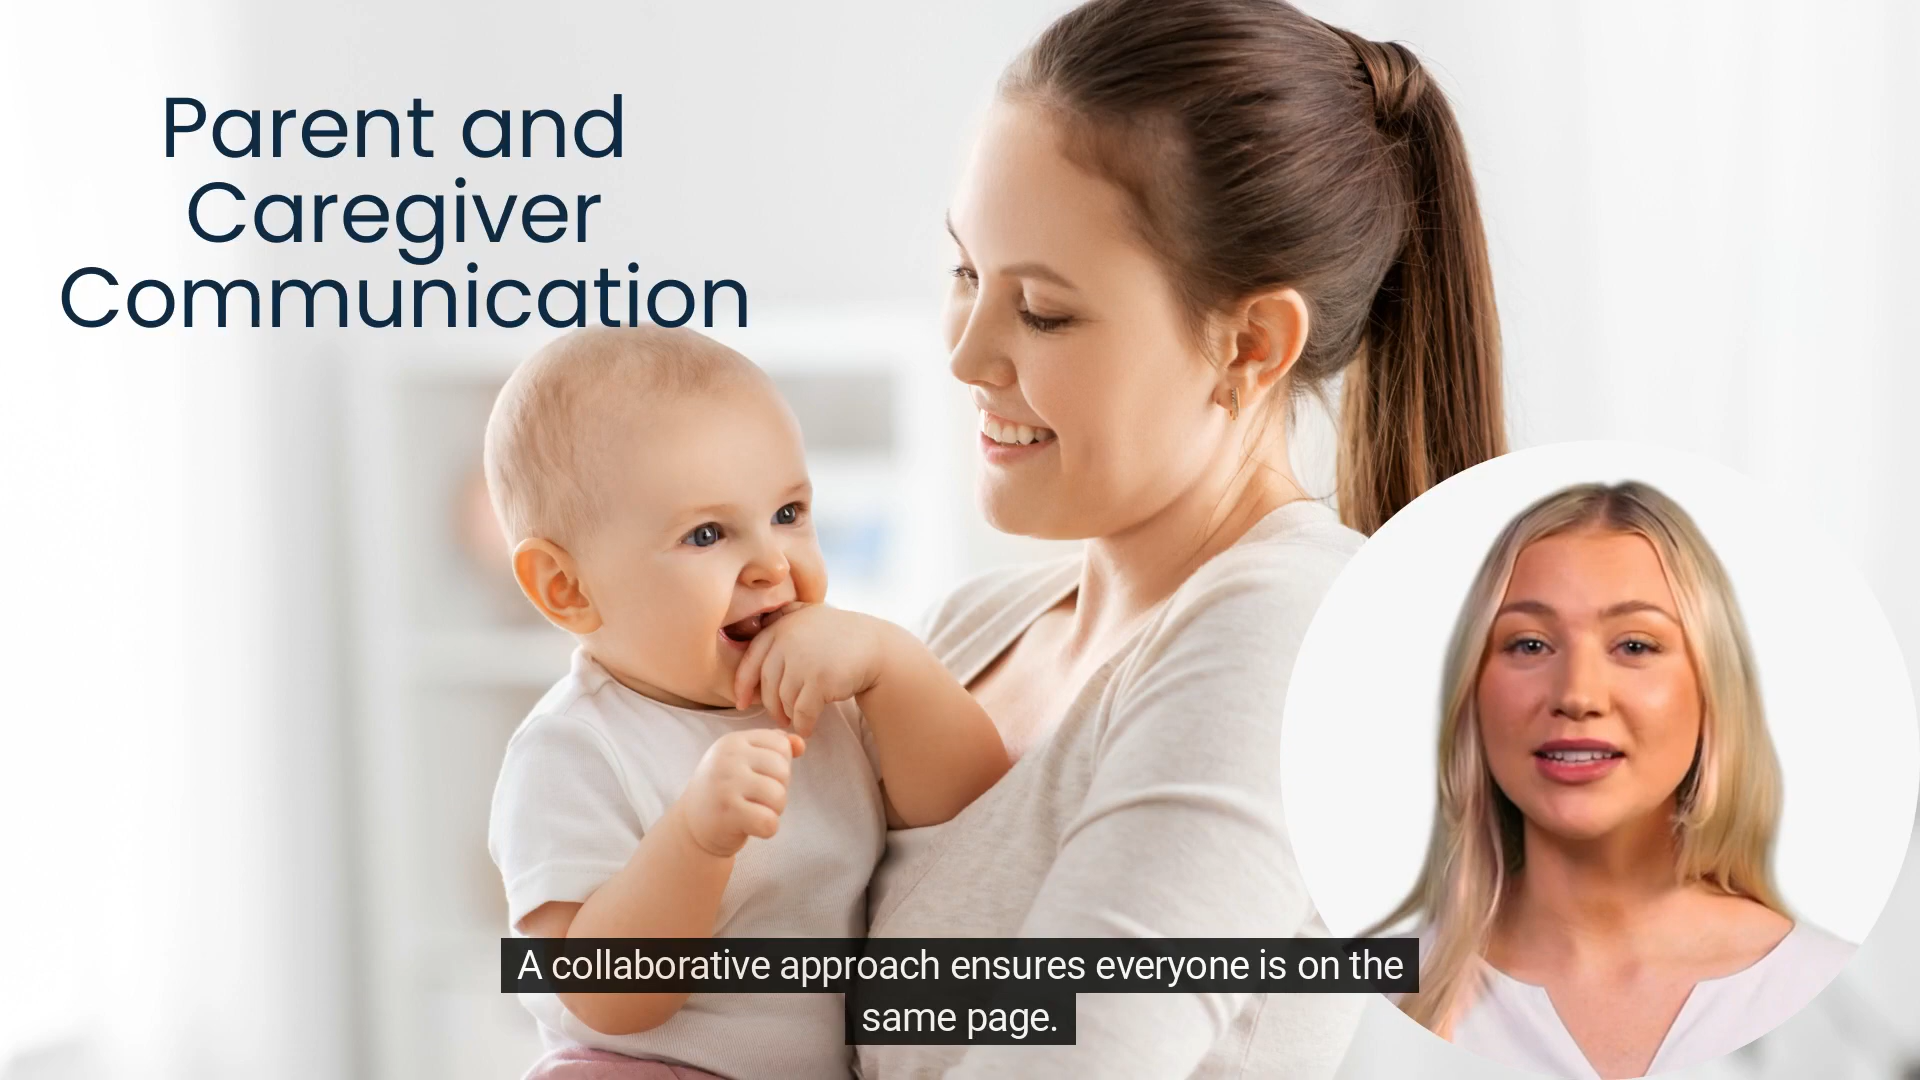 Parent and
Caregiver
Communication
A collaborative approach ensures everyone is on the
same page.